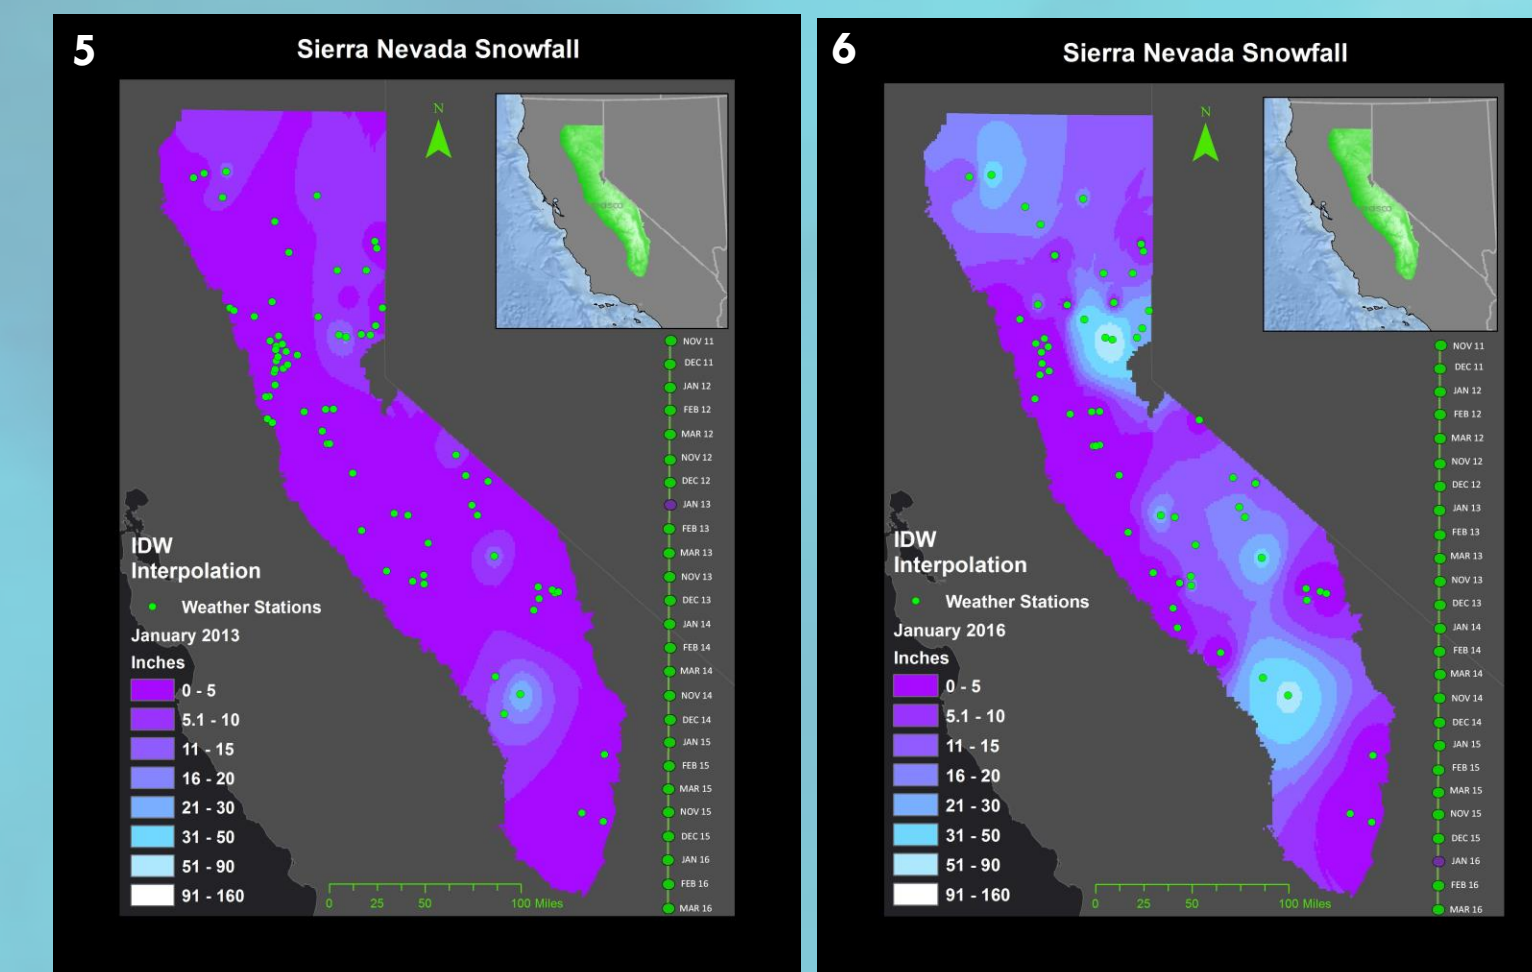 5
Sierra Nevada Snowfall
N
NOV 11
DEC 11
JAN 12
FEB 12
MAR 12
NOV 12
DEC 12
JAN 13
FEB 13
MAR 13
NOV 13
DEC 13
JAN 14
FEB 14
MAR 14
NOV 14
DEC 14
JAN 15
FEB 15
MAR 15
NOV 15
DEC 15
JAN 16
FEB 16
MAR 16
IDW
Interpolation
Weather Stations
January 2013
Inches
0 - 5
5.1 - 10
11 - 15
16 - 20
21 - 30
31 - 50
51 - 90
91 - 160
0 25 50 100 Miles
6
Sierra Nevada Snowfall
N
NOV 11
DEC 11
JAN 12
FEB 12
MAR 12
NOV 12
DEC 12
JAN 13
FEB 13
MAR 13
NOV 13
DEC 13
JAN 14
FEB 14
MAR 14
NOV 14
DEC 14
JAN 15
FEB 15
MAR 15
NOV 15
DEC 15
JAN 16
FEB 16
MAR 16
IDW
Interpolation
Weather Stations
January 2016
Inches
0 - 5
5.1 - 10
11 - 15
16 - 20
21 - 30
31 - 50
51 - 90
91 - 160
0 25 50 100 Miles